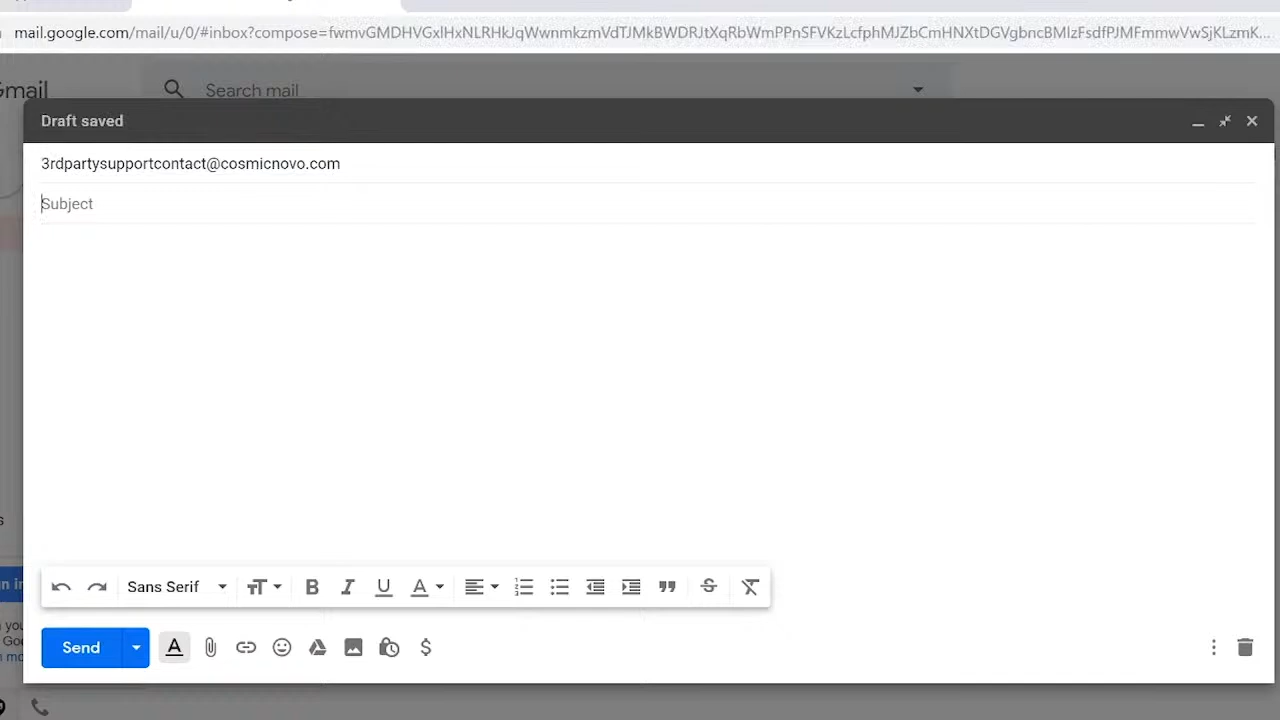 mail.google.com/mail/u/0/#inbox?compose=fwmvGMDHVGxlHxNLRHkJqWwnmkzmVdTJMkBWDRJtXqRbWmPPnSFVKzLcfphMJZbCmHNXtDGVgbncBMlzFsdfPJMFmmwVwSjKLzmK...
Gmail
Search mail
Draft saved
3rdpartysupportcontact@cosmicnovo.com
Subject
Sans Serif
Send